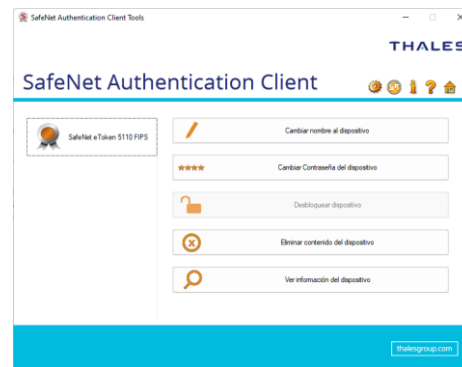 SafeNet Authentication Client Tools
THALES
SafeNet Authentication Client
SafeNet eToken 5110 FIPS
Cambiar nombre al dispositivo
Cambiar Contraseña del dispositivo
Desbloquear dispositivo
Eliminar contenido del dispositivo
Ver información del dispositivo
thalesgroup.com